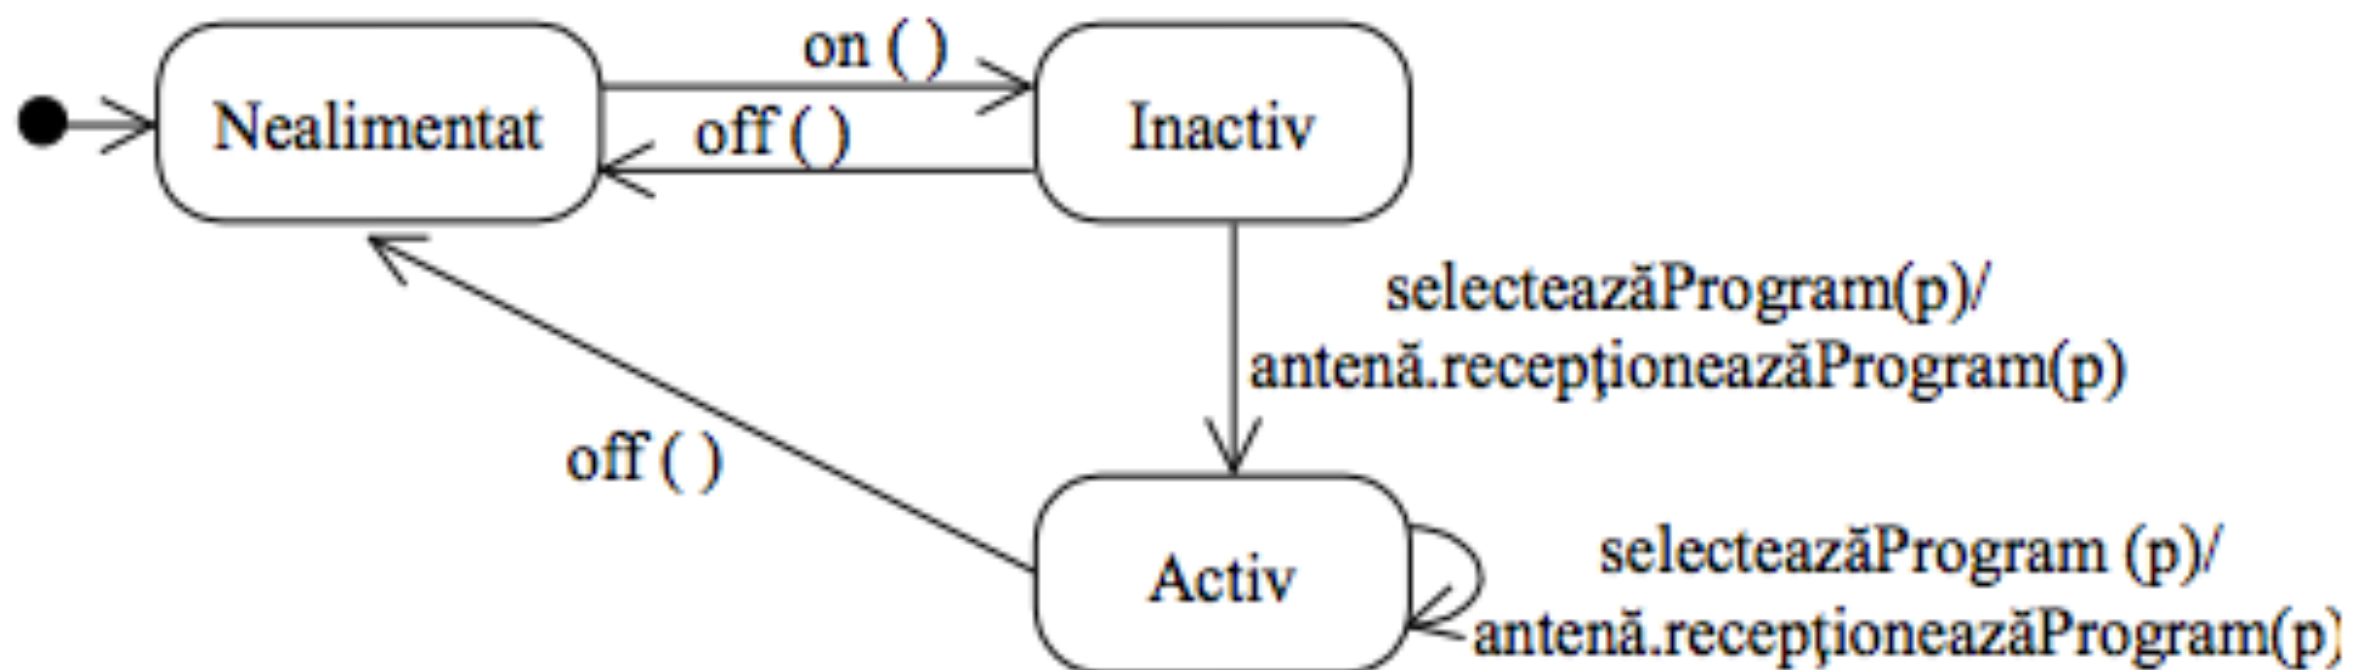 on ( )
Nealimentat
Inactiv
off ( )
selecteazăProgram(p)/
antenă.recepţioneazăProgram(p)
off ( )
Activ
selecteazăProgram (p)/
antenă.recepţioneazăProgram(p)